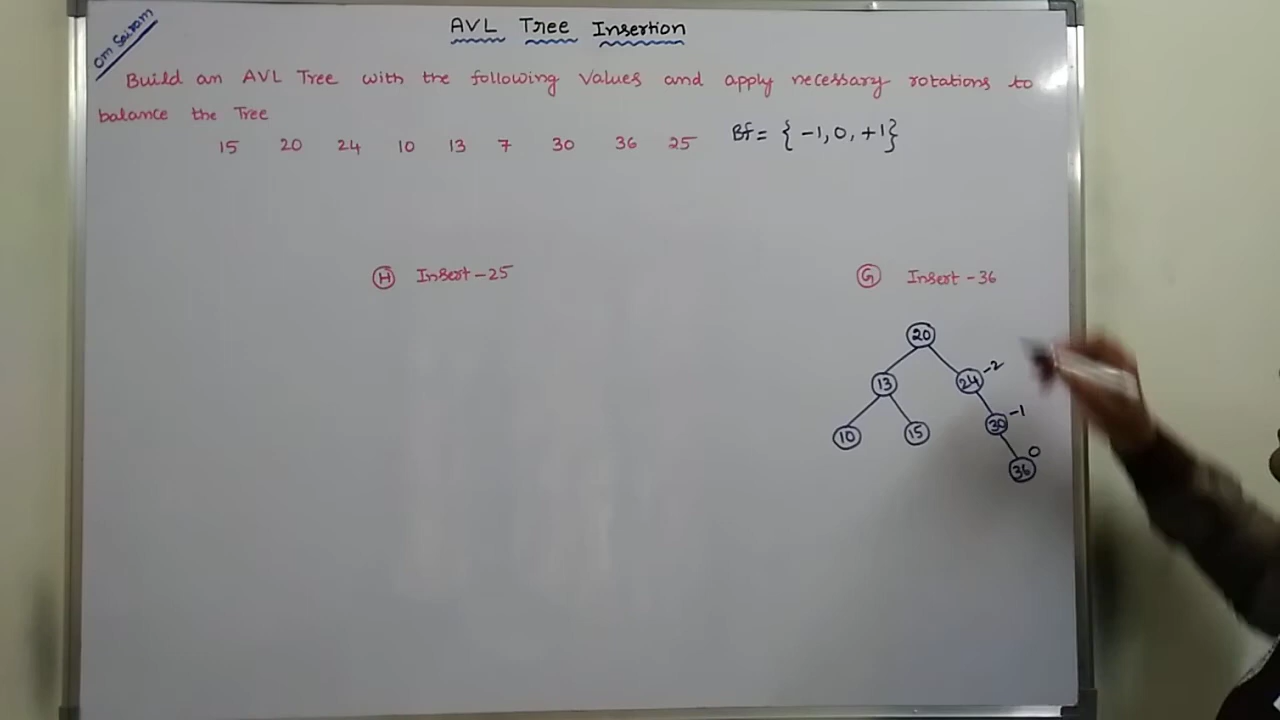 Om Sairam
AVL Tree Insertion
Build an AVL Tree with the following Values and apply necessary rotations to
balance the Tree
15 20 24 10 13 7 30 36 25 Bf = { -1, 0, +1}
H Insert - 25
G Insert - 36
20
13 24 -2
10 15 30 -1
36 0